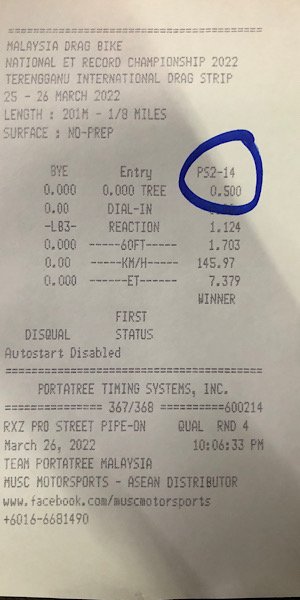 ================================
MALAYSIA DRAG BIKE
NATIONAL ET RECORD CHAMPIONSHIP 2022
TERENGGANU INTERNATIONAL DRAG STRIP
25 - 26 MARCH 2022
LENGTH : 201M - 1/8 MILES
SURFACE : NO-PREP
BYE Entry PS2-14
0.000 0.000 TREE 0.500
0.00 DIAL-IN
-LB3- REACTION 1.124
0.000 -----60FT----- 1.703
0.00 -----KM/H----- 145.97
0.000 ------ET------ 7.379
WINNER
FIRST
DISQUAL STATUS
Autostart Disabled
================================
PORTATREE TIMING SYSTEMS, INC.
=============== 367/368 ==========600214
RXZ PRO STREET PIPE-ON QUAL RND 4
March 26, 2022 10:06:33 PM
TEAM PORTATREE MALAYSIA
MUSC MOTORSPORTS - ASEAN DISTRIBUTOR
www.facebook.com/muscmotorsports
+6016-6681490